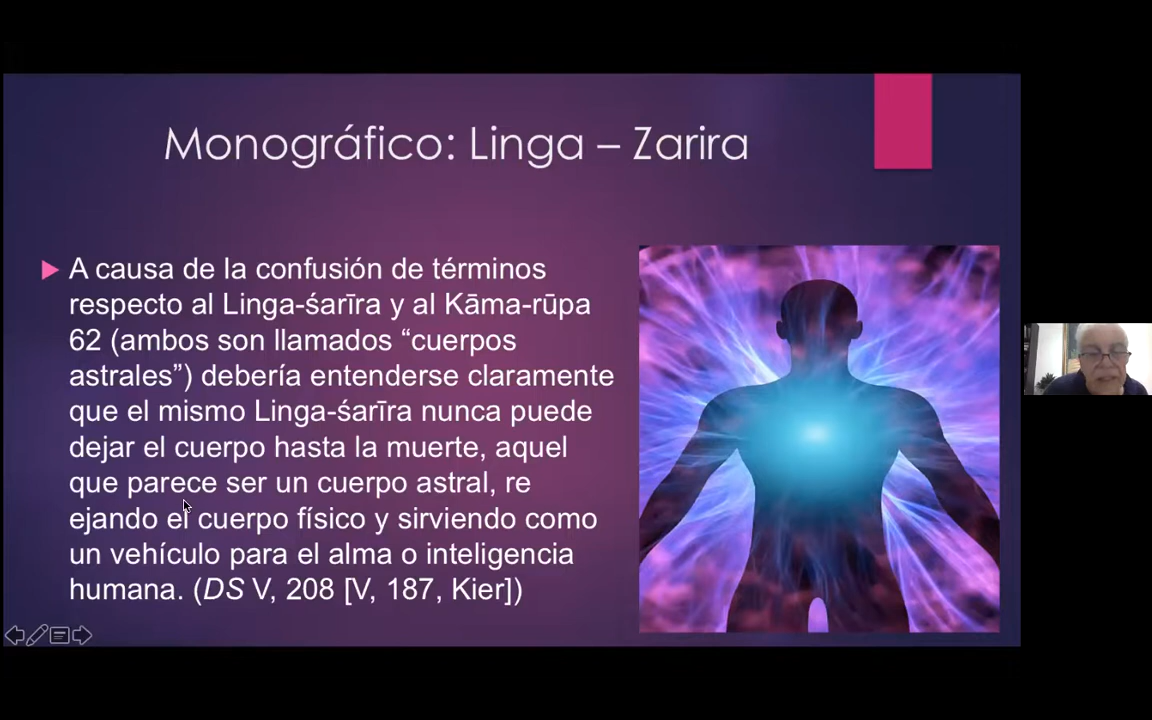 Monográfico: Linga – Zarira
A causa de la confusión de términos
respecto al Linga-śarīra y al Kāma-rūpa
62 (ambos son llamados “cuerpos
astrales”) debería entenderse claramente
que el mismo Linga-śarīra nunca puede
dejar el cuerpo hasta la muerte, aquel
que parece ser un cuerpo astral, re
ejando el cuerpo físico y sirviendo como
un vehículo para el alma o inteligencia
humana. (DS V, 208 [V, 187, Kier])